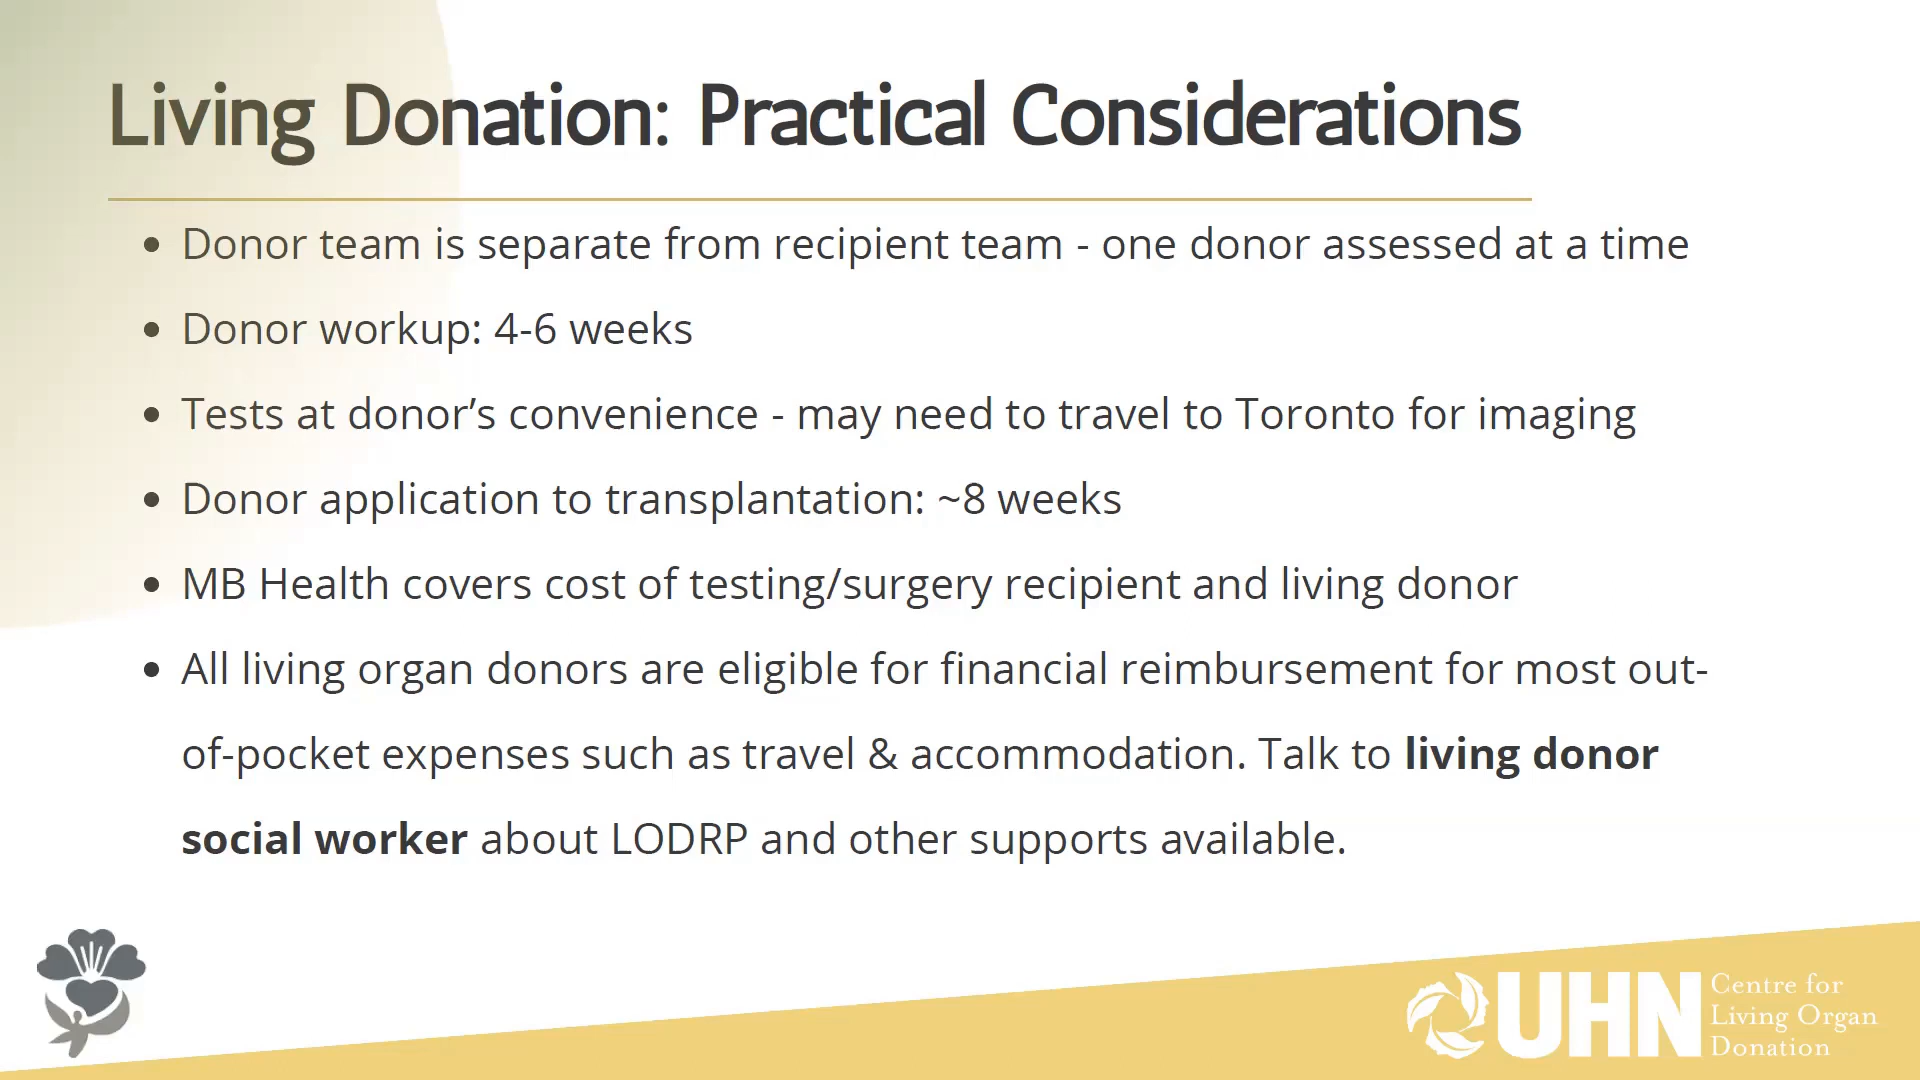 Living Donation: Practical Considerations
• Donor team is separate from recipient team - one donor assessed at a time
• Donor workup: 4-6 weeks
• Tests at donor’s convenience - may need to travel to Toronto for imaging
• Donor application to transplantation: ~8 weeks
• MB Health covers cost of testing/surgery recipient and living donor
• All living organ donors are eligible for financial reimbursement for most out-
of-pocket expenses such as travel & accommodation. Talk to living donor
social worker about LODRP and other supports available.
UHN
Centre for
Living Organ
Donation